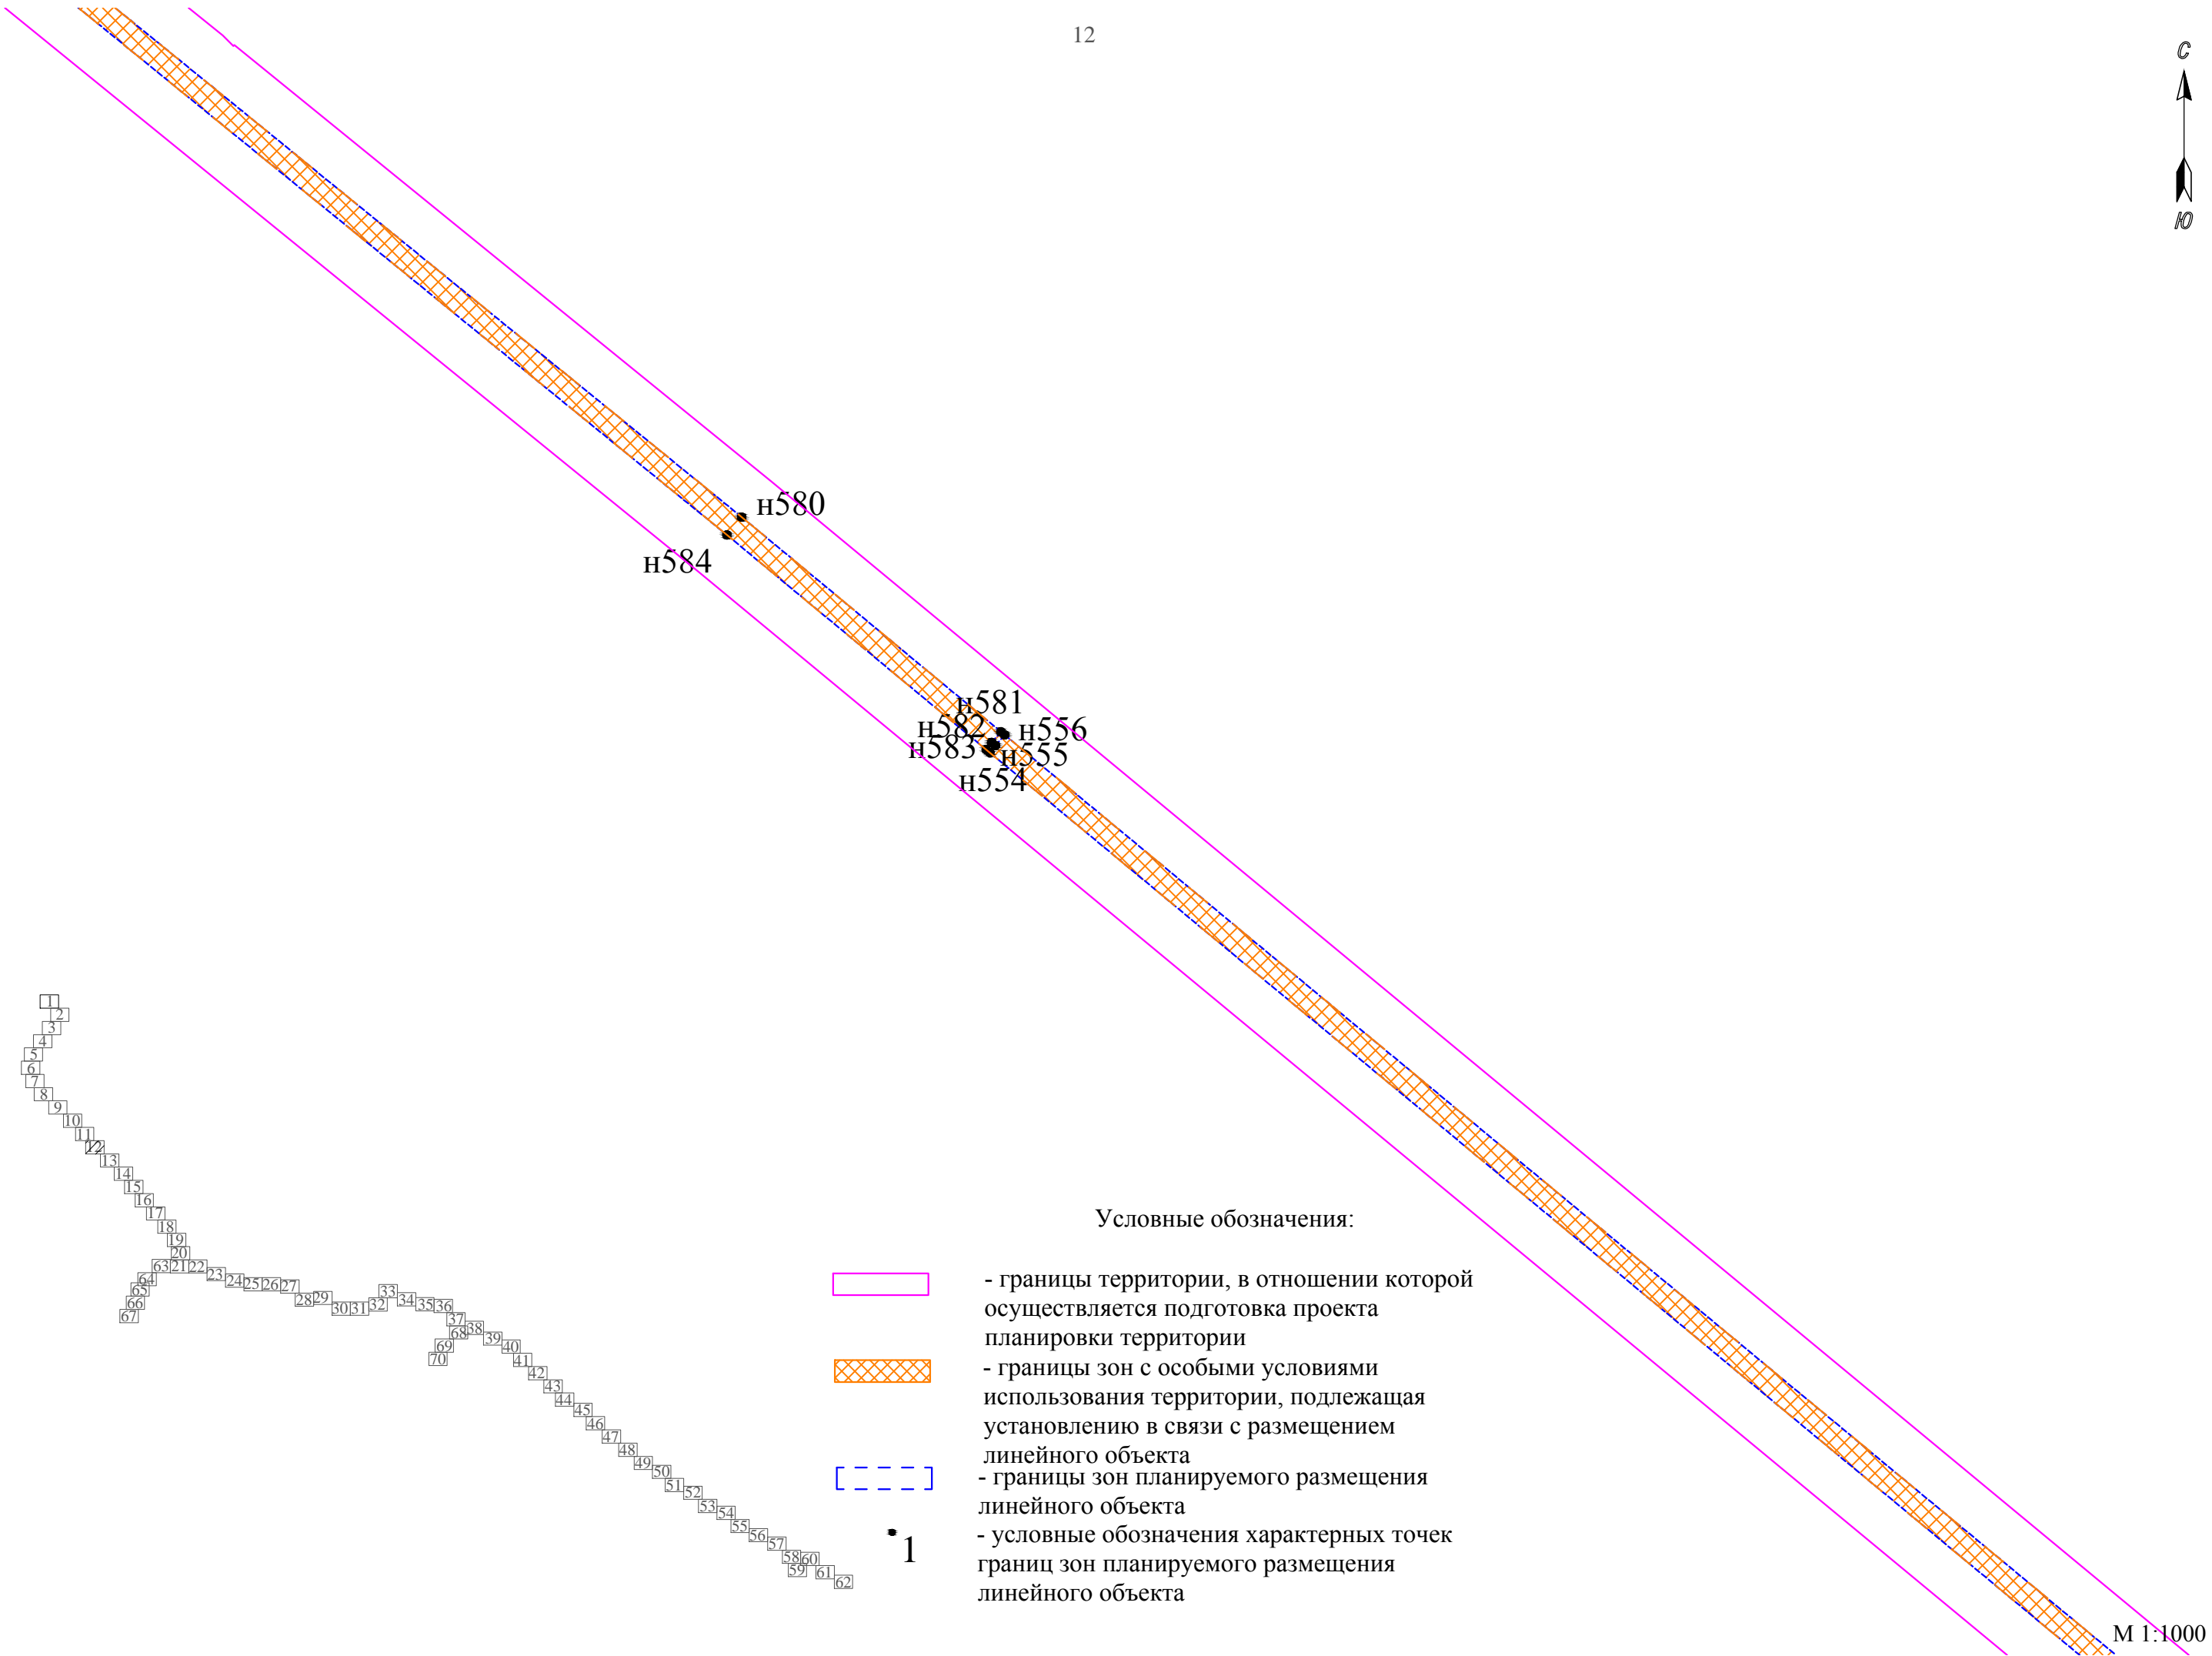 12
С
Ю
н580
н584
н581
н582
н556
н583
н555
н554
1
2
3
4
5
6
7
8
9
10
11
12
13
14
15
16
17
18
19
20
63 21 22
23
64
24 25 26 27
65
28 29
66
30 31 32
33
34 35 36
67
37
68 38
39
69
40
70
41
42
43
44
45
46
47
48
49
50
51
52
53
54
55
56
57
58 60
59
61
62
Условные обозначения:
- границы территории, в отношении которой
осуществляется подготовка проекта
планировки территории
- границы зон с особыми условиями
использования территории, подлежащая
установлению в связи с размещением
линейного объекта
- границы зон планируемого размещения
линейного объекта
1
- условные обозначения характерных точек
границ зон планируемого размещения
линейного объекта
М 1:1000